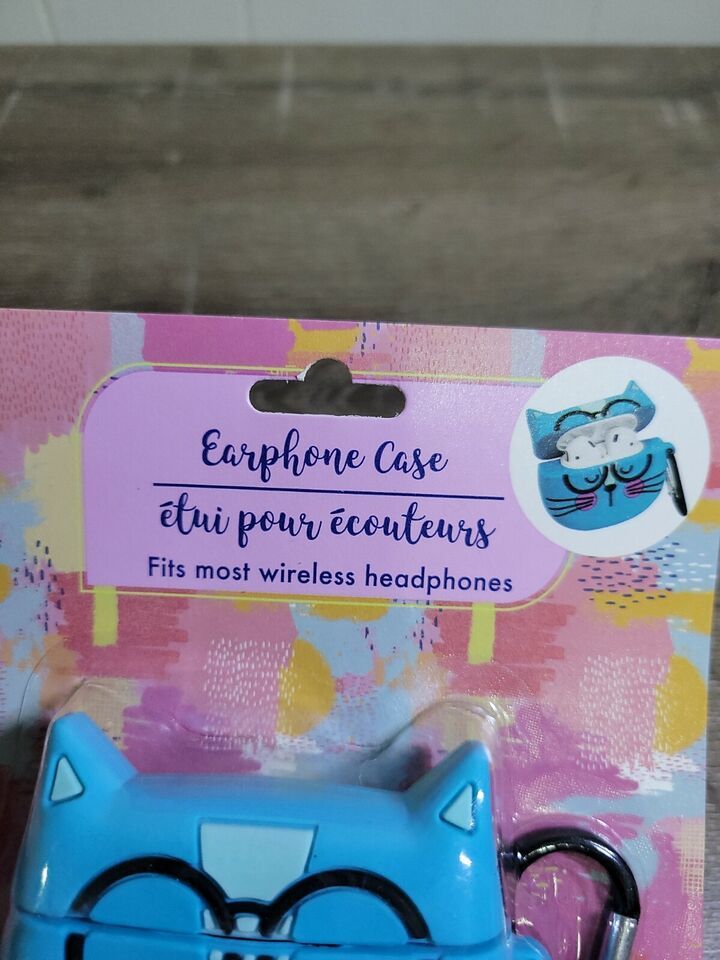 Earphone Case
étui pour écouteurs
Fits most wireless headphones